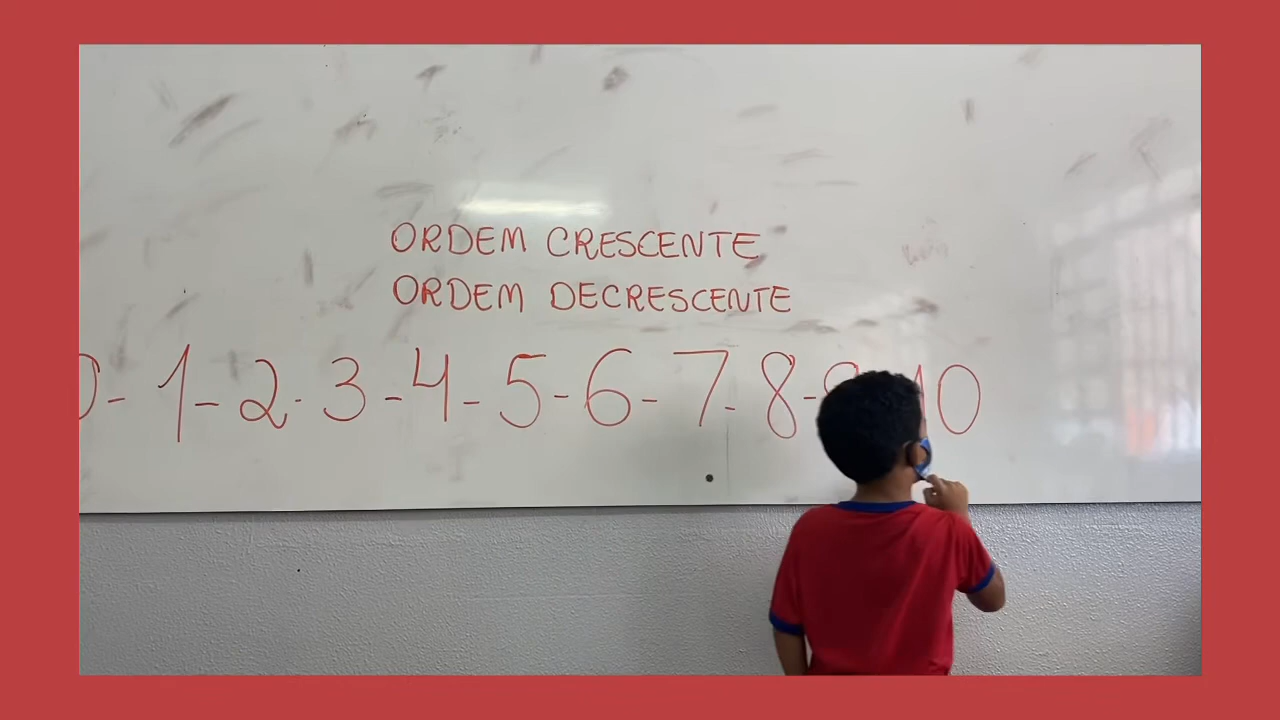 ORDEM CRESCENTE
ORDEM DECRESCENTE
0 - 1 - 2 - 3 - 4 - 5 - 6 - 7 - 8 - 9 - 10